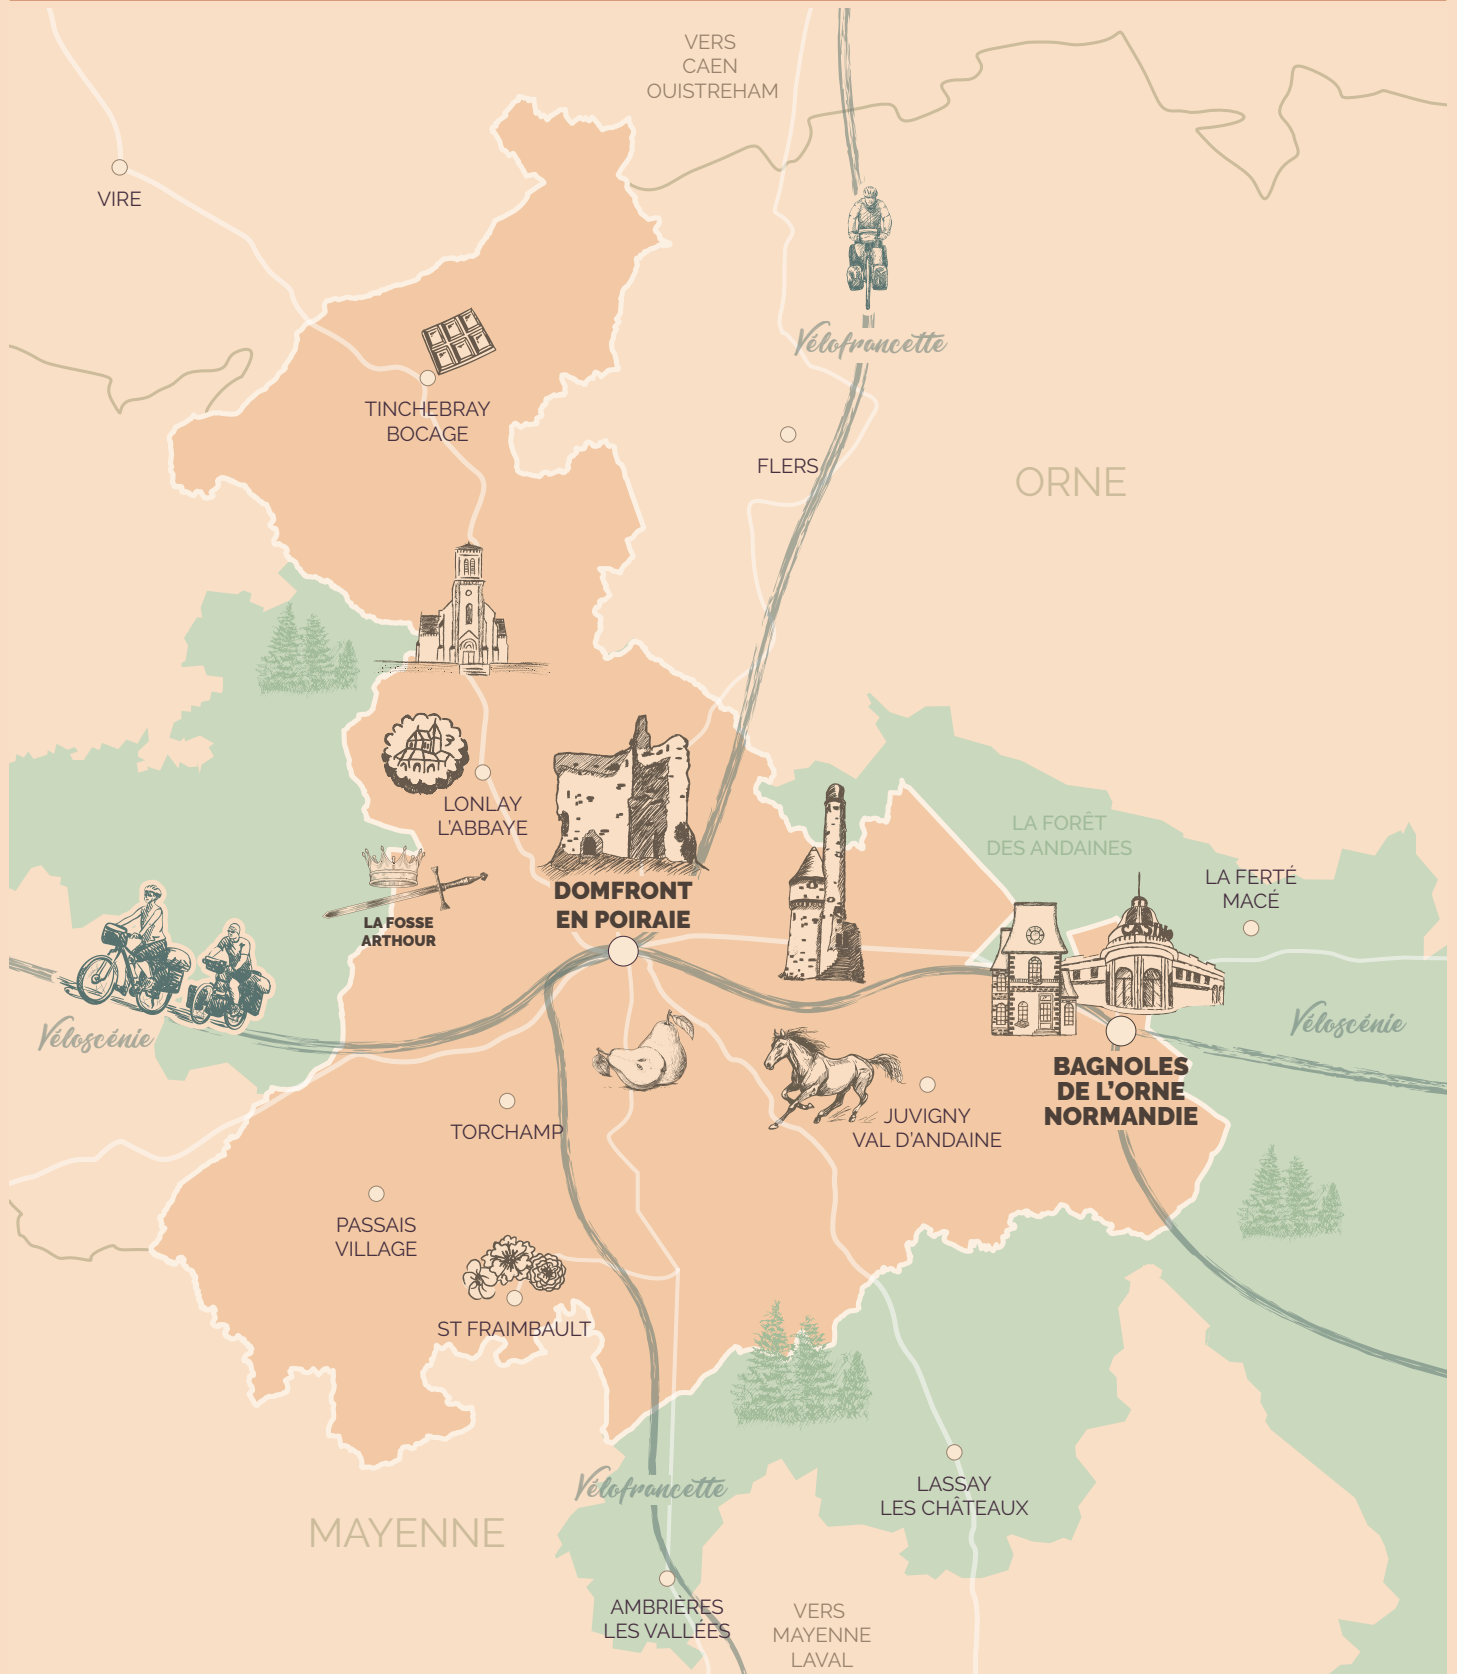 VERS
CAEN
OUISTREHAM
VIRE
Vélofrancette
TINCHEBRAY
BOCAGE
FLERS
ORNE
LONLAY
L'ABBAYE
LA FORÊT
DES ANDAINES
LA FERTÉ
MACÉ
DOMFRONT
EN POIRAIE
LA FOSSE
ARTHOUR
CASINO
Véloscénie
Véloscénie
BAGNOLES
DE L'ORNE
NORMANDIE
TORCHAMP
JUVIGNY
VAL D'ANDAINE
PASSAIS
VILLAGE
ST FRAIMBAULT
Vélofrancette
LASSAY
LES CHÂTEAUX
MAYENNE
AMBRIÈRES
LES VALLÉES
VERS
MAYENNE
LAVAL